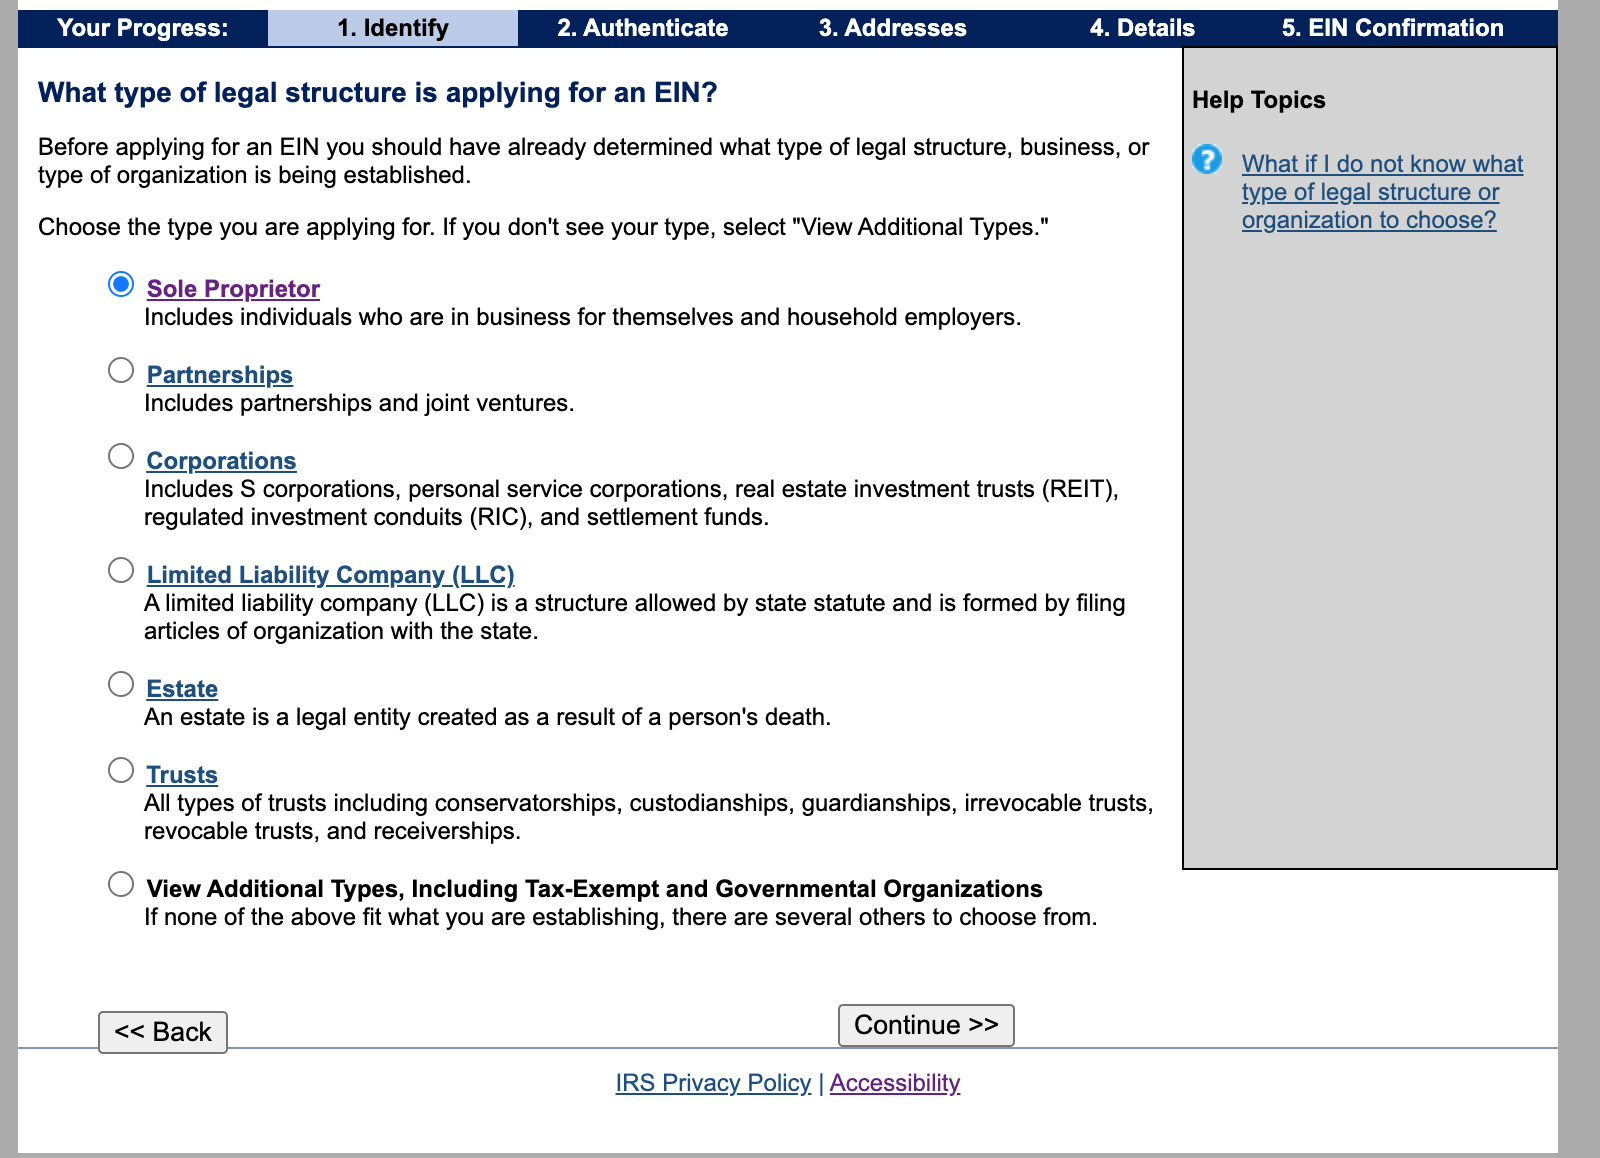 Your Progress: 1. Identify 2. Authenticate 3. Addresses 4. Details 5. EIN Confirmation
What type of legal structure is applying for an EIN?
Before applying for an EIN you should have already determined what type of legal structure, business, or
type of organization is being established.
Choose the type you are applying for. If you don't see your type, select "View Additional Types."
Sole Proprietor
Includes individuals who are in business for themselves and household employers.
Partnerships
Includes partnerships and joint ventures.
Corporations
Includes S corporations, personal service corporations, real estate investment trusts (REIT),
regulated investment conduits (RIC), and settlement funds.
Limited Liability Company (LLC)
A limited liability company (LLC) is a structure allowed by state statute and is formed by filing
articles of organization with the state.
Estate
An estate is a legal entity created as a result of a person's death.
Trusts
All types of trusts including conservatorships, custodianships, guardianships, irrevocable trusts,
revocable trusts, and receiverships.
View Additional Types, Including Tax-Exempt and Governmental Organizations
If none of the above fit what you are establishing, there are several others to choose from.
<< Back
Continue >>
Help Topics
?
What if I do not know what
type of legal structure or
organization to choose?
IRS Privacy Policy | Accessibility